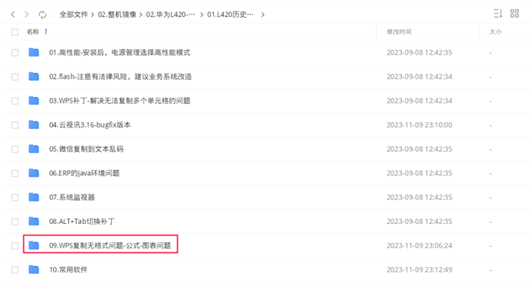 全部文件 > 02.整机镜像 > 02.华为L420-... > 01.L420历史... >
名称 修改时间 大小
01.高性能-安装后，电源管理选择高性能模式 2023-09-08 12:42:35 -
02.flash-注意有法律风险，建议业务系统改造 2023-09-08 12:42:34 -
03.WPS补丁-解决无法复制多个单元格的问题 2023-09-08 12:42:34 -
04.云视讯3.16-bugfix版本 2023-11-09 23:10:00 -
05.微信复制到文本乱码 2023-09-08 12:42:35 -
06.ERP的java环境问题 2023-09-08 12:42:35 -
07.系统监视器 2023-09-08 12:42:35 -
08.ALT+Tab切换补丁 2023-09-08 12:42:35 -
09.WPS复制无格式问题-公式-图表问题 2023-11-09 23:06:24 -
10.常用软件 2023-11-09 23:12:49 -